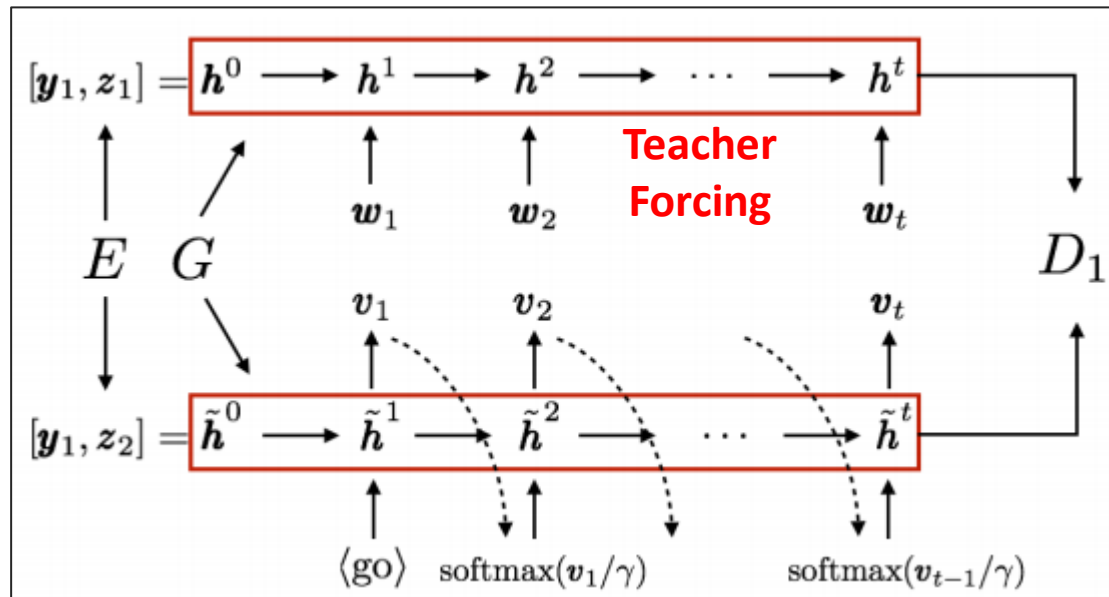 [y₁, z₁] = h⁰ → h¹ → h² → ··· → hᵗ
Teacher
Forcing
w₁ w₂ wₜ
E G D₁
v₁ v₂ vₜ
[y₁, z₂] = h̃⁰ → h̃¹ → h̃² → ··· → h̃ᵗ
⟨go⟩ softmax(v₁/γ) softmax(vₜ₋₁/γ)